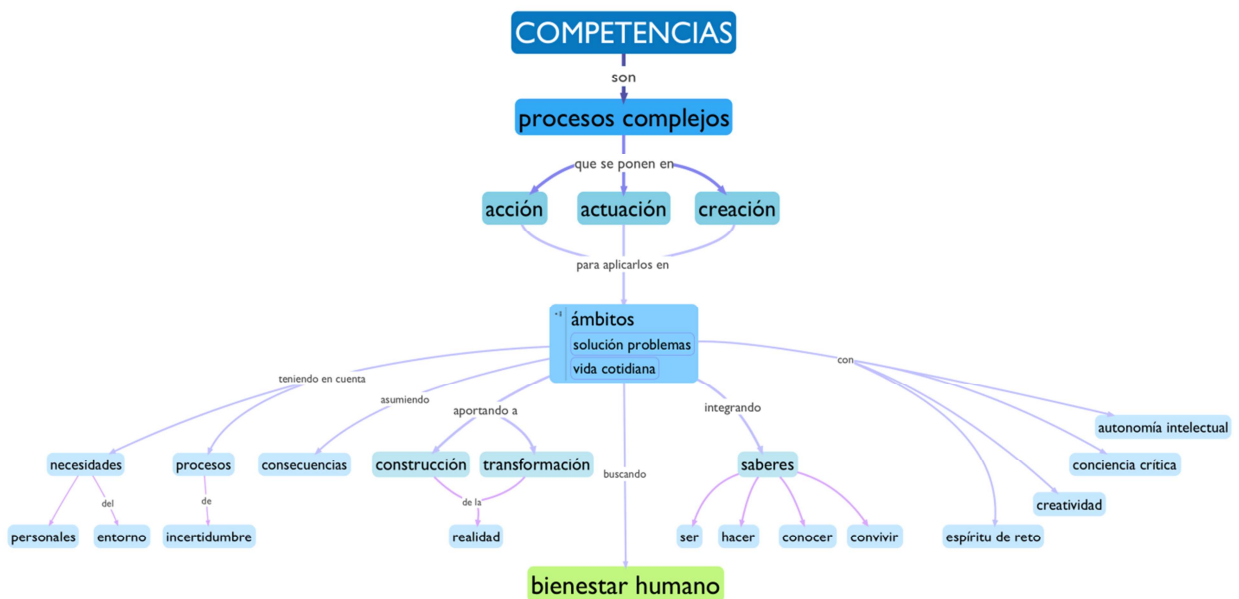 COMPETENCIAS
son
procesos complejos
que se ponen en
acción
actuación
creación
para aplicarlos en
ámbitos
solución problemas
vida cotidiana
teniendo en cuenta
asumiendo
aportando a
integrando
con
necesidades
procesos
consecuencias
construcción
transformación
buscando
saberes
autonomía intelectual
conciencia crítica
creatividad
espíritu de reto
del
de
de la
personales
entorno
incertidumbre
realidad
ser
hacer
conocer
convivir
bienestar humano